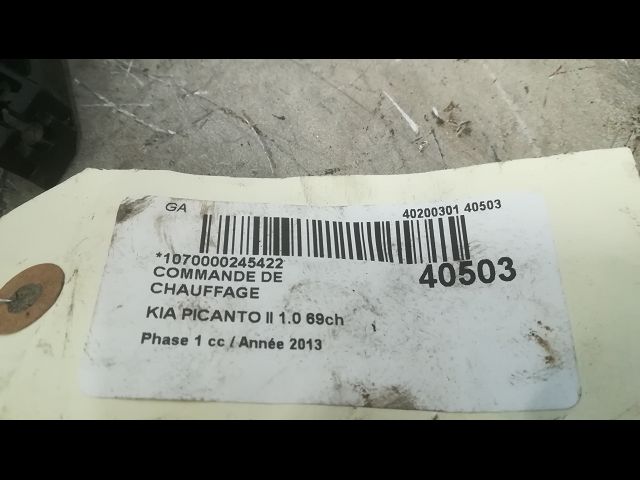 GA
40200301 40503
*1070000245422
COMMANDE DE
CHAUFFAGE
40503
KIA PICANTO II 1.0 69ch
Phase 1 cc / Année 2013